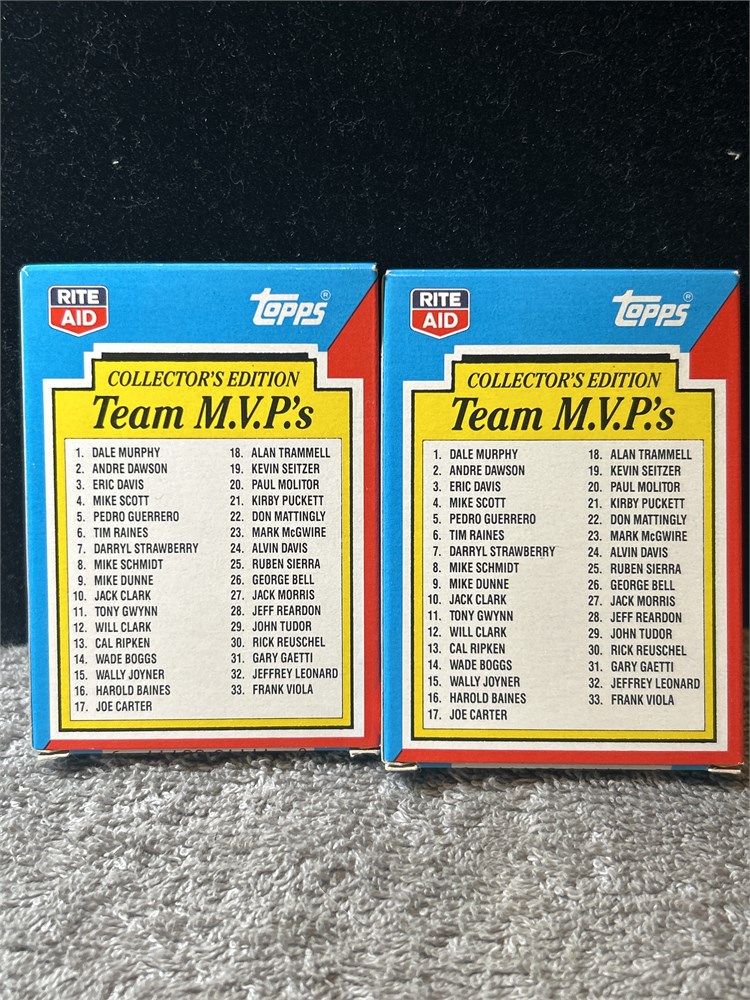 RITE
AID
Topps®
COLLECTOR'S EDITION
Team M.V.P.'s
1. DALE MURPHY
2. ANDRE DAWSON
3. ERIC DAVIS
4. MIKE SCOTT
5. PEDRO GUERRERO
6. TIM RAINES
7. DARRYL STRAWBERRY
8. MIKE SCHMIDT
9. MIKE DUNNE
10. JACK CLARK
11. TONY GWYNN
12. WILL CLARK
13. CAL RIPKEN
14. WADE BOGGS
15. WALLY JOYNER
16. HAROLD BAINES
17. JOE CARTER
18. ALAN TRAMMELL
19. KEVIN SEITZER
20. PAUL MOLITOR
21. KIRBY PUCKETT
22. DON MATTINGLY
23. MARK McGWIRE
24. ALVIN DAVIS
25. RUBEN SIERRA
26. GEORGE BELL
27. JACK MORRIS
28. JEFF REARDON
29. JOHN TUDOR
30. RICK REUSCHEL
31. GARY GAETTI
32. JEFFREY LEONARD
33. FRANK VIOLA
RITE
AID
Topps®
COLLECTOR'S EDITION
Team M.V.P.'s
1. DALE MURPHY
2. ANDRE DAWSON
3. ERIC DAVIS
4. MIKE SCOTT
5. PEDRO GUERRERO
6. TIM RAINES
7. DARRYL STRAWBERRY
8. MIKE SCHMIDT
9. MIKE DUNNE
10. JACK CLARK
11. TONY GWYNN
12. WILL CLARK
13. CAL RIPKEN
14. WADE BOGGS
15. WALLY JOYNER
16. HAROLD BAINES
17. JOE CARTER
18. ALAN TRAMMELL
19. KEVIN SEITZER
20. PAUL MOLITOR
21. KIRBY PUCKETT
22. DON MATTINGLY
23. MARK McGWIRE
24. ALVIN DAVIS
25. RUBEN SIERRA
26. GEORGE BELL
27. JACK MORRIS
28. JEFF REARDON
29. JOHN TUDOR
30. RICK REUSCHEL
31. GARY GAETTI
32. JEFFREY LEONARD
33. FRANK VIOLA